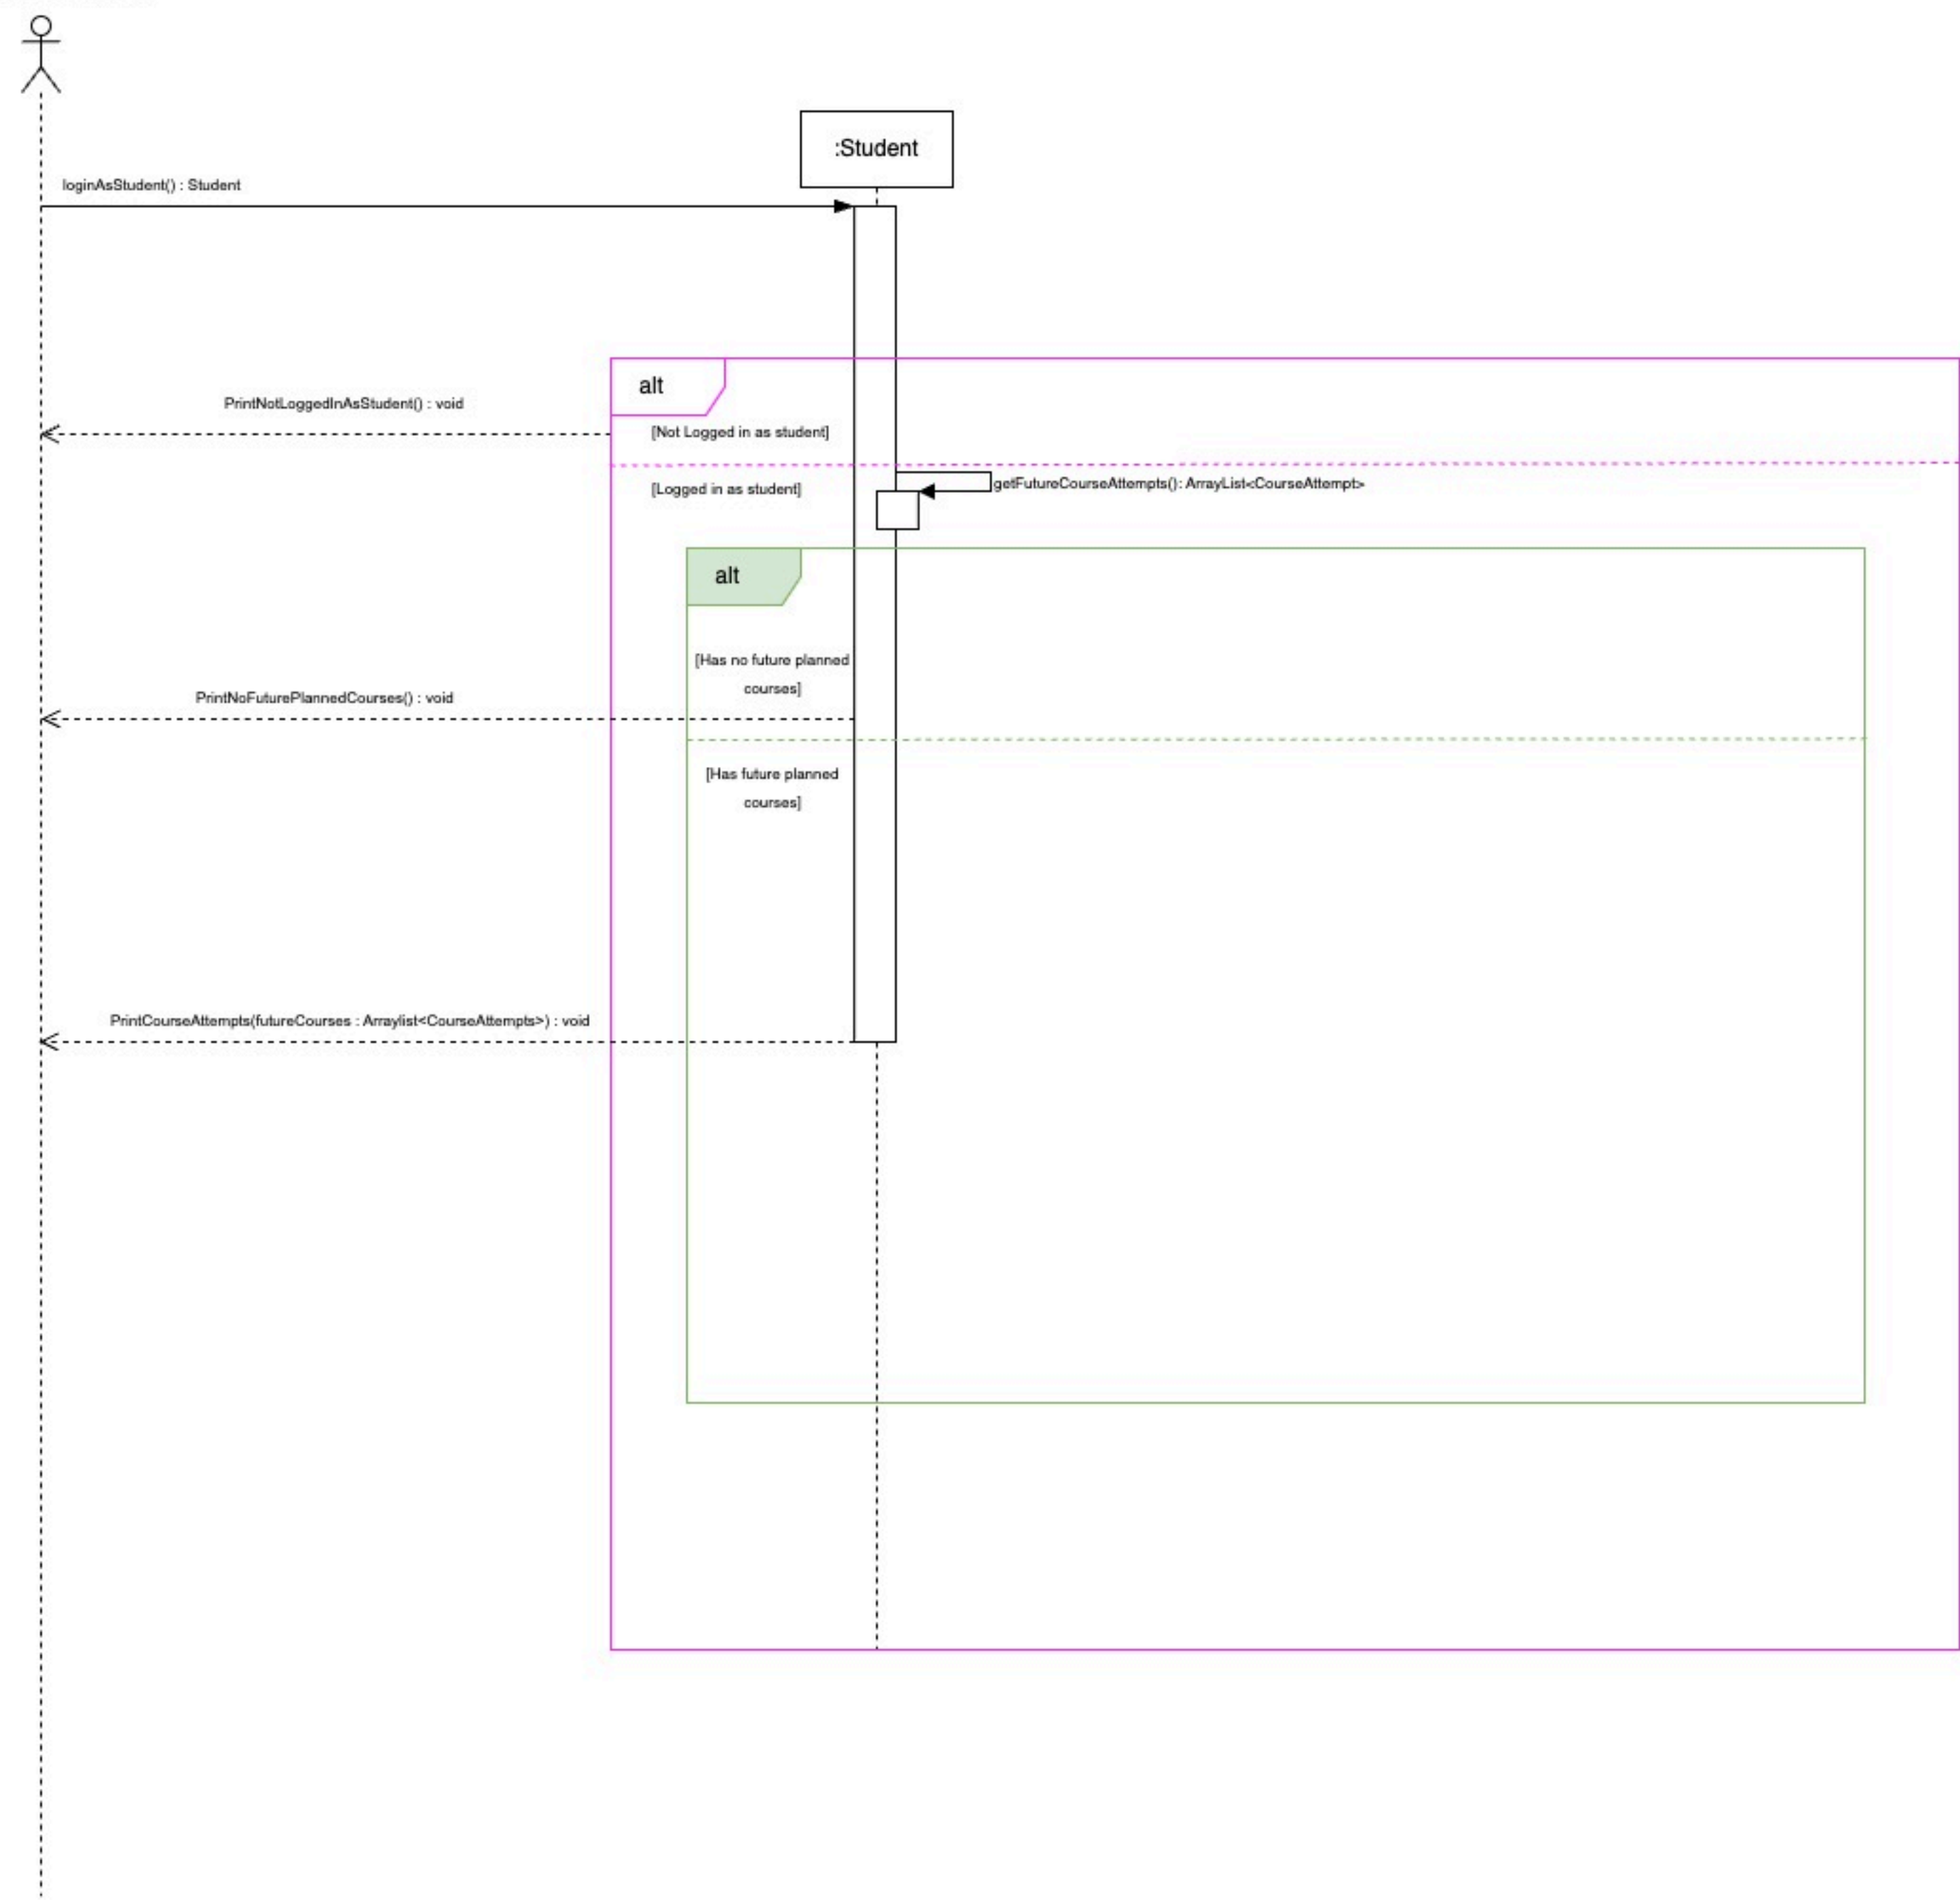 :Student
loginAsStudent() : Student
alt
PrintNotLoggedInAsStudent() : void
[Not Logged in as student]
[Logged in as student]
getFutureCourseAttempts(): ArrayList<CourseAttempt>
alt
[Has no future planned
courses]
PrintNoFuturePlannedCourses() : void
[Has future planned
courses]
PrintCourseAttempts(futureCourses : Arraylist<CourseAttempts>) : void